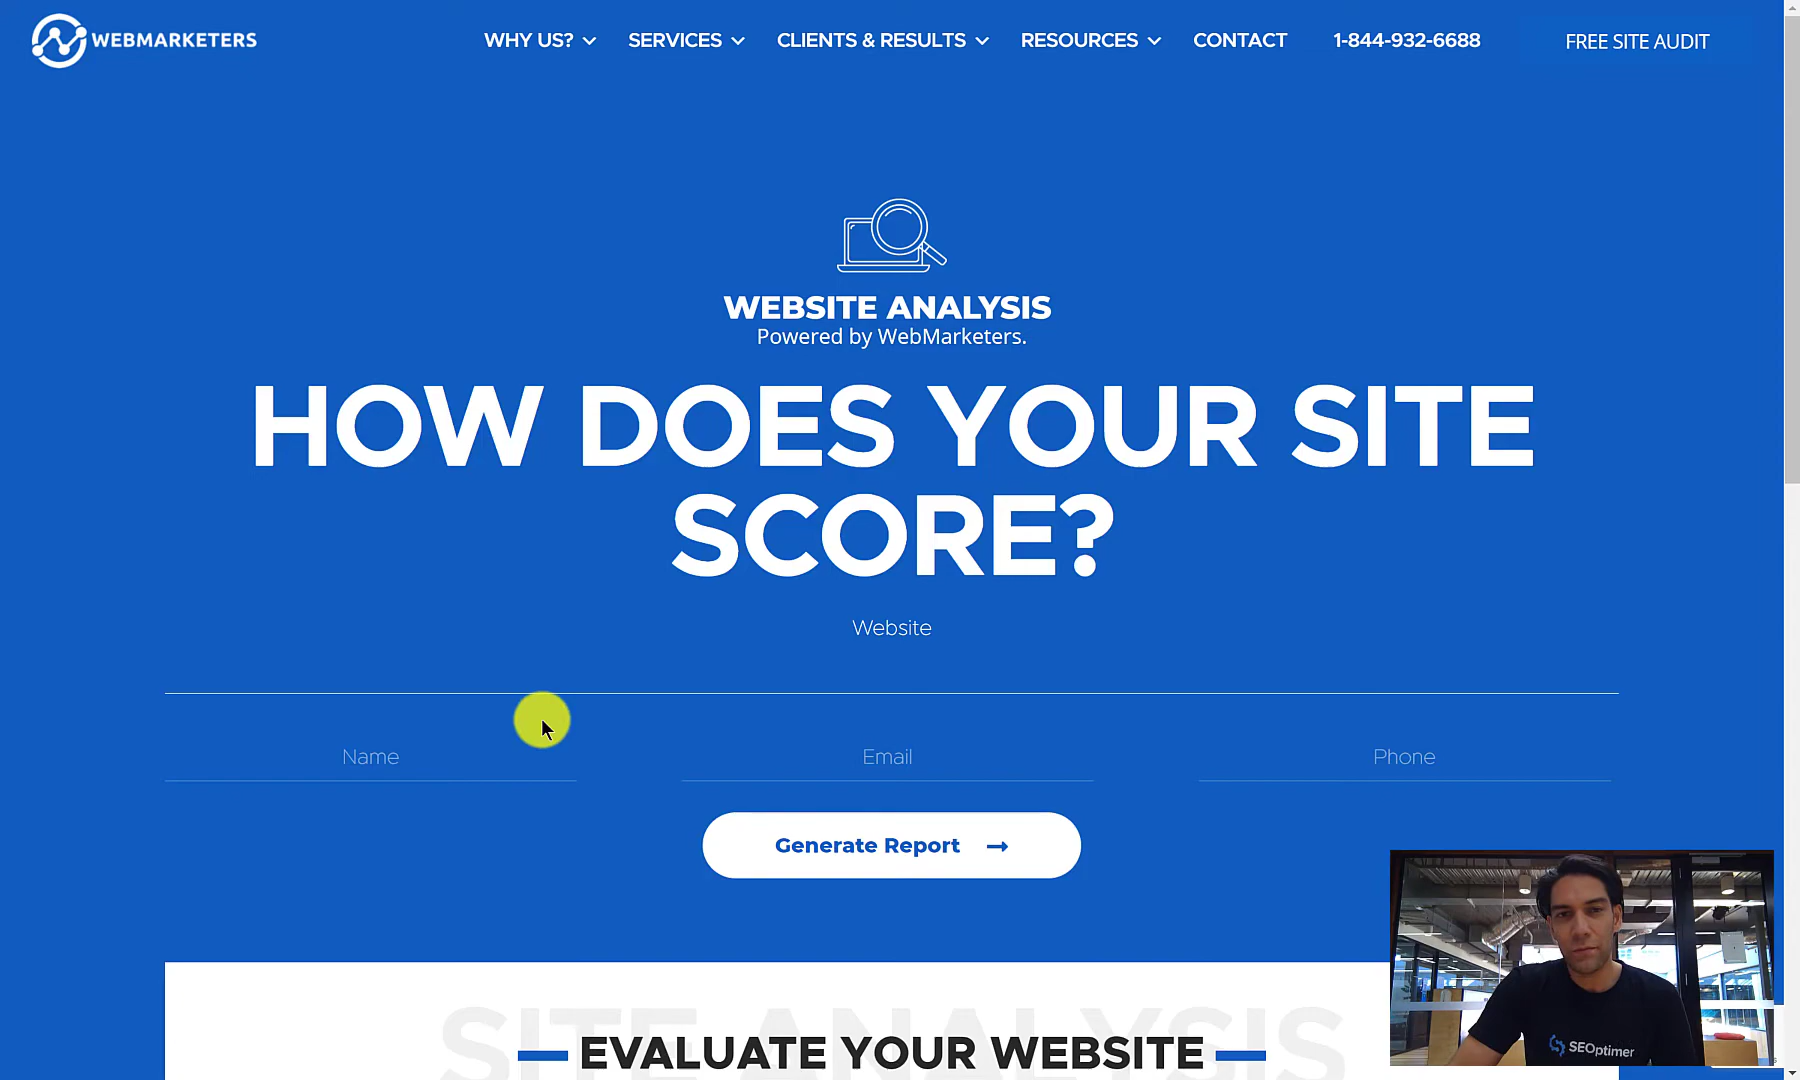 WEBMARKETERS
WHY US?
SERVICES
CLIENTS & RESULTS
RESOURCES
CONTACT
1-844-932-6688
FREE SITE AUDIT
WEBSITE ANALYSIS
Powered by WebMarketers.
HOW DOES YOUR SITE
SCORE?
Website
Name
Email
Phone
Generate Report
SITE ANALYSIS
EVALUATE YOUR WEBSITE
SEOptimer